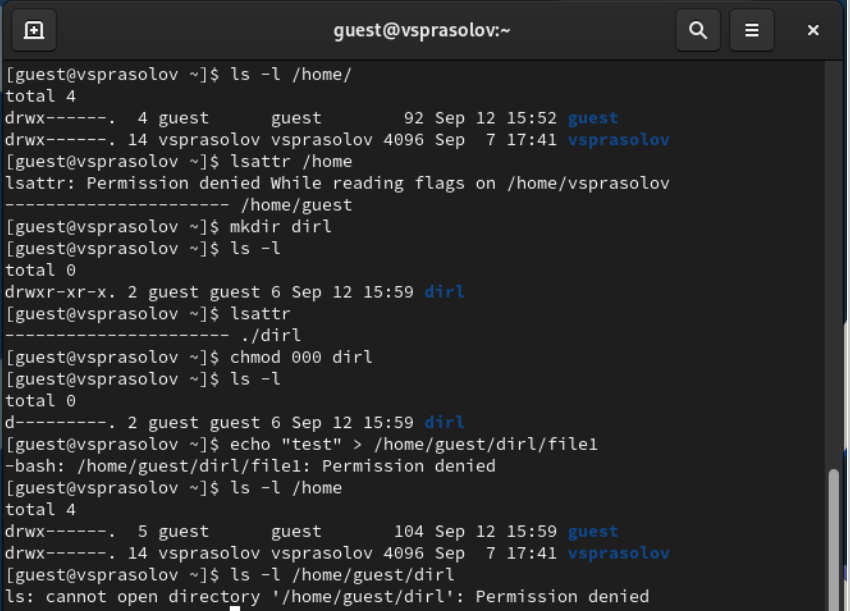 guest@vsprasolov:~
[guest@vsprasolov ~]$ ls -l /home/
total 4
drwx------.  4 guest      guest        92 Sep 12 15:52 guest
drwx------. 14 vsprasolov vsprasolov 4096 Sep  7 17:41 vsprasolov
[guest@vsprasolov ~]$ lsattr /home
lsattr: Permission denied While reading flags on /home/vsprasolov
---------------------- /home/guest
[guest@vsprasolov ~]$ mkdir dirl
[guest@vsprasolov ~]$ ls -l
total 0
drwxr-xr-x. 2 guest guest 6 Sep 12 15:59 dirl
[guest@vsprasolov ~]$ lsattr
---------------------- ./dirl
[guest@vsprasolov ~]$ chmod 000 dirl
[guest@vsprasolov ~]$ ls -l
total 0
d---------. 2 guest guest 6 Sep 12 15:59 dirl
[guest@vsprasolov ~]$ echo "test" > /home/guest/dirl/file1
-bash: /home/guest/dirl/file1: Permission denied
[guest@vsprasolov ~]$ ls -l /home
total 4
drwx------.  5 guest      guest       104 Sep 12 15:59 guest
drwx------. 14 vsprasolov vsprasolov 4096 Sep  7 17:41 vsprasolov
[guest@vsprasolov ~]$ ls -l /home/guest/dirl
ls: cannot open directory '/home/guest/dirl': Permission denied